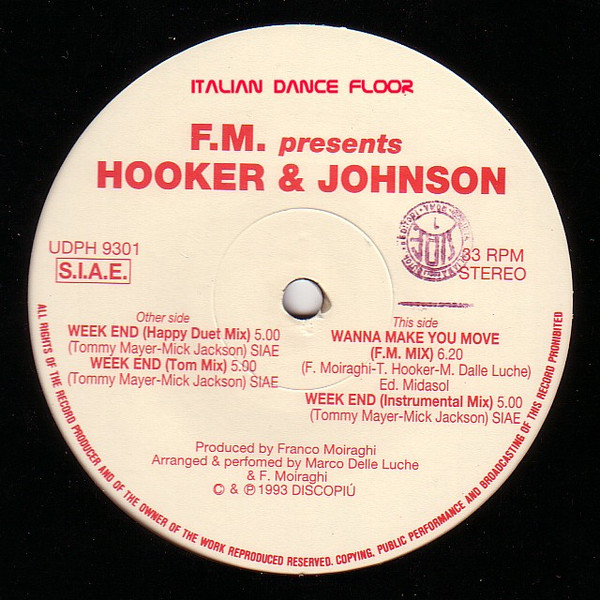 ITALIAN DANCE FLOOR
F.M. presents
HOOKER & JOHNSON
UDPH 9301
S.I.A.E.
33 RPM
STEREO
Other side
WEEK END (Happy Duet Mix) 5.00
(Tommy Mayer-Mick Jackson) SIAE
WEEK END (Tom Mix) 5.00
(Tommy Mayer-Mick Jackson) SIAE
This side
WANNA MAKE YOU MOVE
(F.M. MIX) 6.20
(F. Moiraghi-T. Hooker-M. Dalle Luche)
Ed. Midasol
WEEK END (Instrumental Mix) 5.00
(Tommy Mayer-Mick Jackson) SIAE
Produced by Franco Moiraghi
Arranged & perfomed by Marco Delle Luche
& F. Moiraghi
© & ℗ 1993 DISCOPIÚ
ALL RIGHTS OF THE RECORD PRODUCER AND OF THE OWNER OF THE WORK REPRODUCED RESERVED. COPYING, PUBLIC PERFORMANCE AND BROADCASTING OF THIS RECORD PROHIBITED